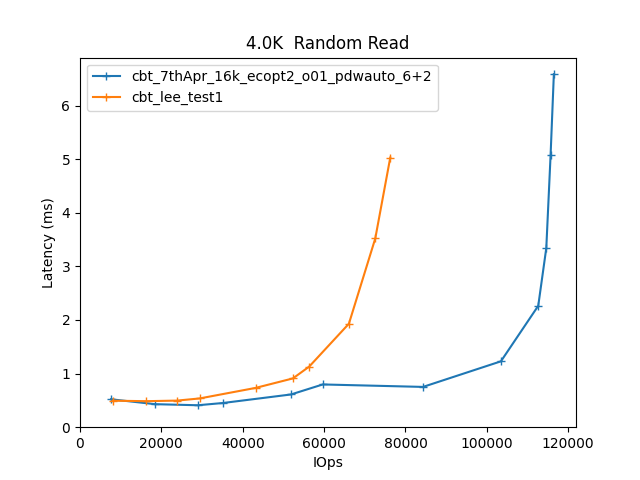 4.0K  Random Read
cbt_7thApr_16k_ecopt2_o01_pdwauto_6+2
cbt_lee_test1
Latency (ms)
6
5
4
3
2
1
0
0 20000 40000 60000 80000 100000 120000
IOps